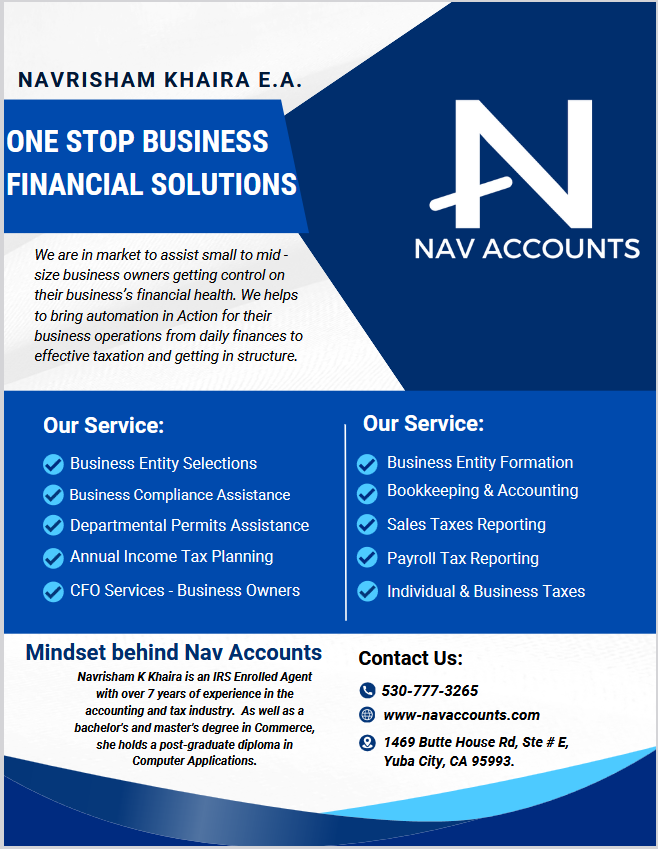 NAVRISHAM KHAIRA E.A.
ONE STOP BUSINESS
FINANCIAL SOLUTIONS
N
NAV ACCOUNTS
We are in market to assist small to mid -
size business owners getting control on
their business's financial health. We helps
to bring automation in Action for their
business operations from daily finances to
effective taxation and getting in structure.
Our Service:
Business Entity Selections
Business Compliance Assistance
Departmental Permits Assistance
Annual Income Tax Planning
CFO Services - Business Owners
Our Service:
Business Entity Formation
Bookkeeping & Accounting
Sales Taxes Reporting
Payroll Tax Reporting
Individual & Business Taxes
Mindset behind Nav Accounts
Navrisham K Khaira is an IRS Enrolled Agent
with over 7 years of experience in the
accounting and tax industry. As well as a
bachelor's and master's degree in Commerce,
she holds a post-graduate diploma in
Computer Applications.
Contact Us:
530-777-3265
www-navaccounts.com
1469 Butte House Rd, Ste # E,
Yuba City, CA 95993.